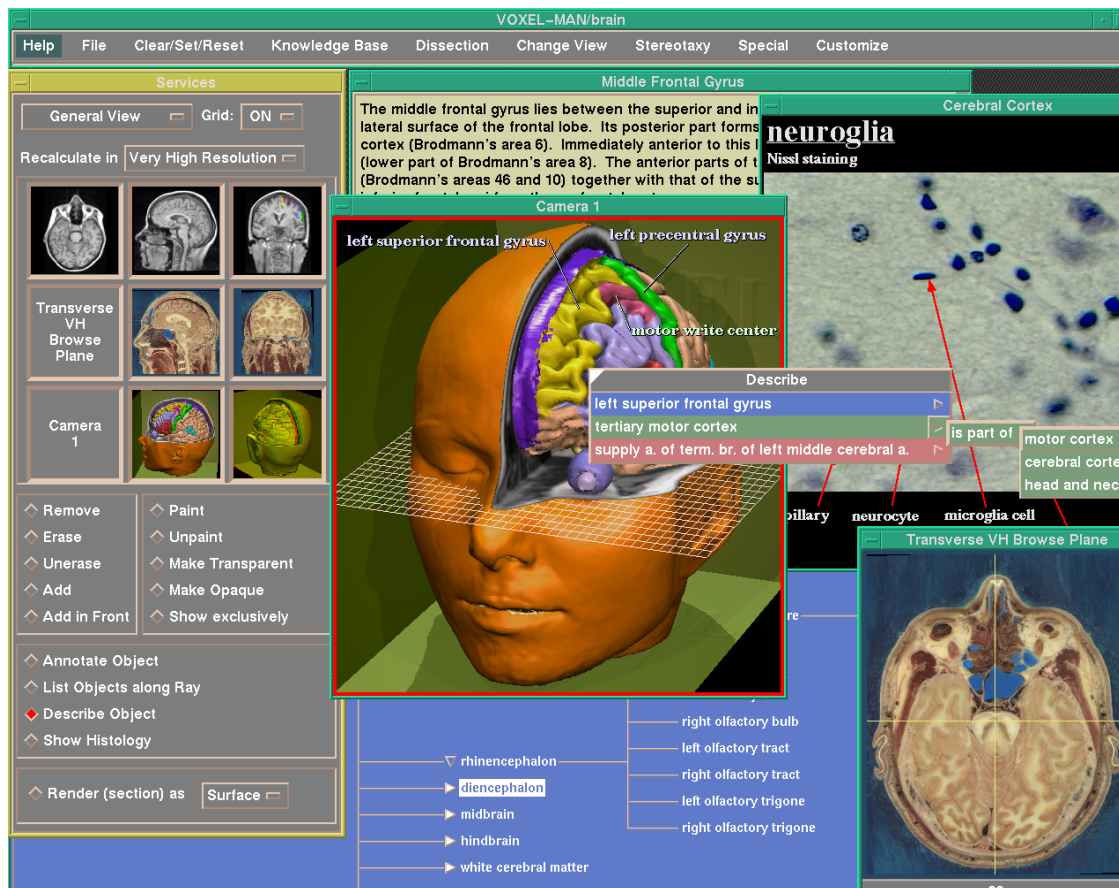 VOXEL-MAN/brain
Help File Clear/Set/Reset Knowledge Base Dissection Change View Stereotaxy Special Customize
Services
General View Grid: ON
Recalculate in Very High Resolution
Transverse
VH
Browse
Plane
Camera
1
Remove
Erase
Unerase
Add
Add in Front
Paint
Unpaint
Make Transparent
Make Opaque
Show exclusively
Annotate Object
List Objects along Ray
Describe Object
Show Histology
Render (section) as Surface
Middle Frontal Gyrus
The middle frontal gyrus lies between the superior and in
lateral surface of the frontal lobe. Its posterior part forms
cortex (Brodmann's area 6). Immediately anterior to this l
(lower part of Brodmann's area 8). The anterior parts of t
(Brodmann's areas 46 and 10) together with that of the su
Camera 1
left superior frontal gyrus
left precentral gyrus
motor write center
Describe
left superior frontal gyrus
tertiary motor cortex
supply a. of term. br. of left middle cerebral a.
is part of
motor cortex
cerebral corte
head and nec
Cerebral Cortex
neuroglia
Nissl staining
pillary neurocyte microglia cell
Transverse VH Browse Plane
re
right olfactory bulb
left olfactory tract
right olfactory tract
left olfactory trigone
right olfactory trigone
rhinencephalon
diencephalon
midbrain
hindbrain
white cerebral matter